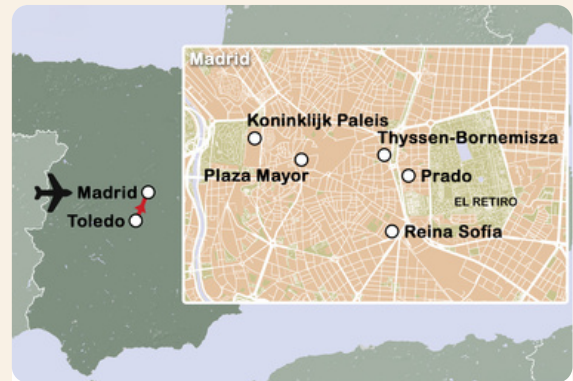 Madrid
Koninklijk Paleis
Thyssen-Bornemisza
Plaza Mayor
Prado
EL RETIRO
Reina Sofía
Madrid
Toledo